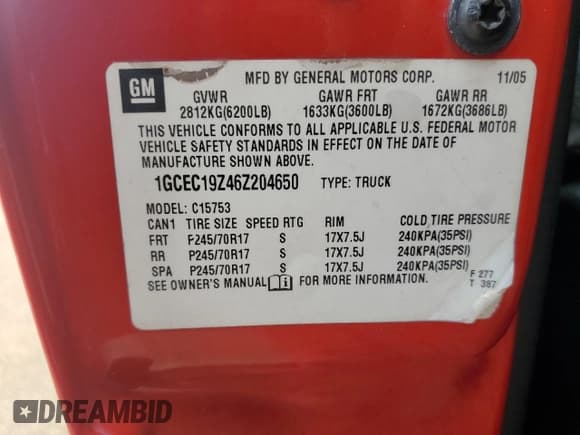 GM
MFD BY GENERAL MOTORS CORP. 11/05
GVWR GAWR FRT GAWR RR
2812KG(6200LB) 1633KG(3600LB) 1672KG(3686LB)
THIS VEHICLE CONFORMS TO ALL APPLICABLE U.S. FEDERAL MOTOR
VEHICLE SAFETY STANDARDS IN EFFECT ON THE DATE OF
MANUFACTURE SHOWN ABOVE.
1GCEC19Z46Z204650 TYPE: TRUCK
MODEL: C15753
CAN1 TIRE SIZE SPEED RTG RIM COLD TIRE PRESSURE
FRT P245/70R17 S 17X7.5J 240KPA(35PSI)
RR P245/70R17 S 17X7.5J 240KPA(35PSI)
SPA P245/70R17 S 17X7.5J 240KPA(35PSI)
SEE OWNER'S MANUAL FOR MORE INFORMATION.
F 277
T 387
DREAMBID